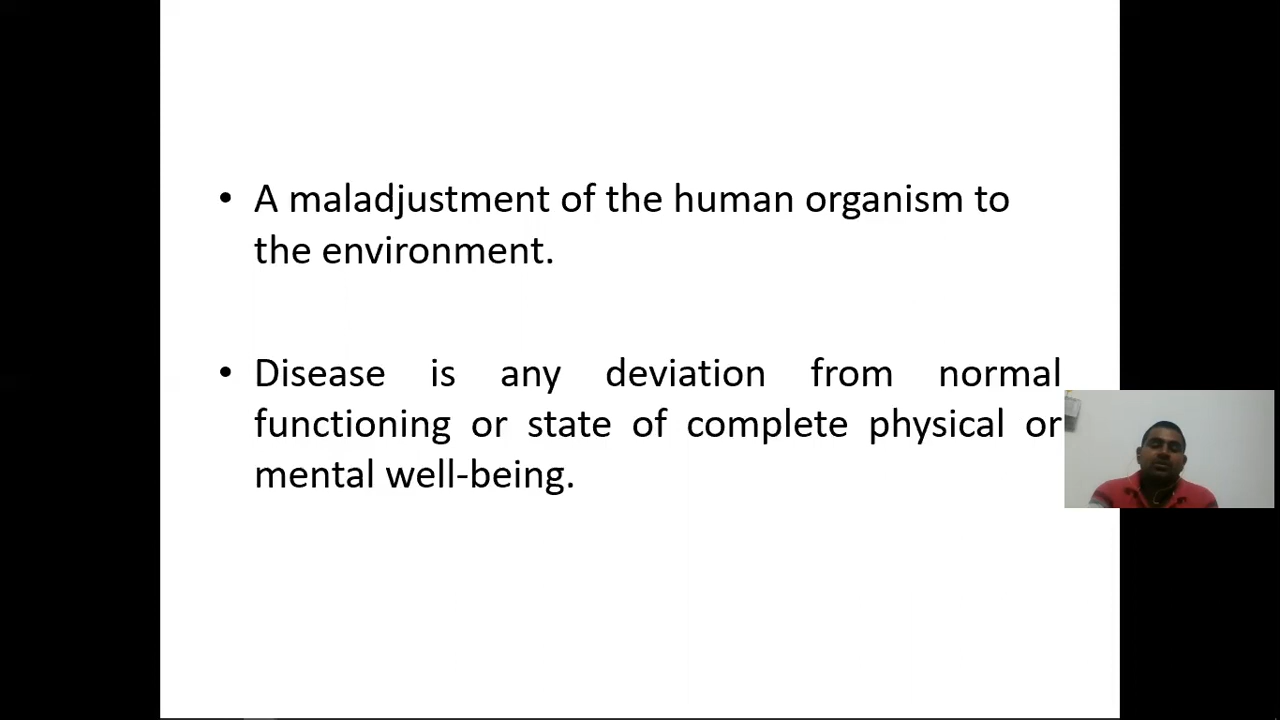 • A maladjustment of the human organism to
the environment.
• Disease is any deviation from normal
functioning or state of complete physical or
mental well-being.